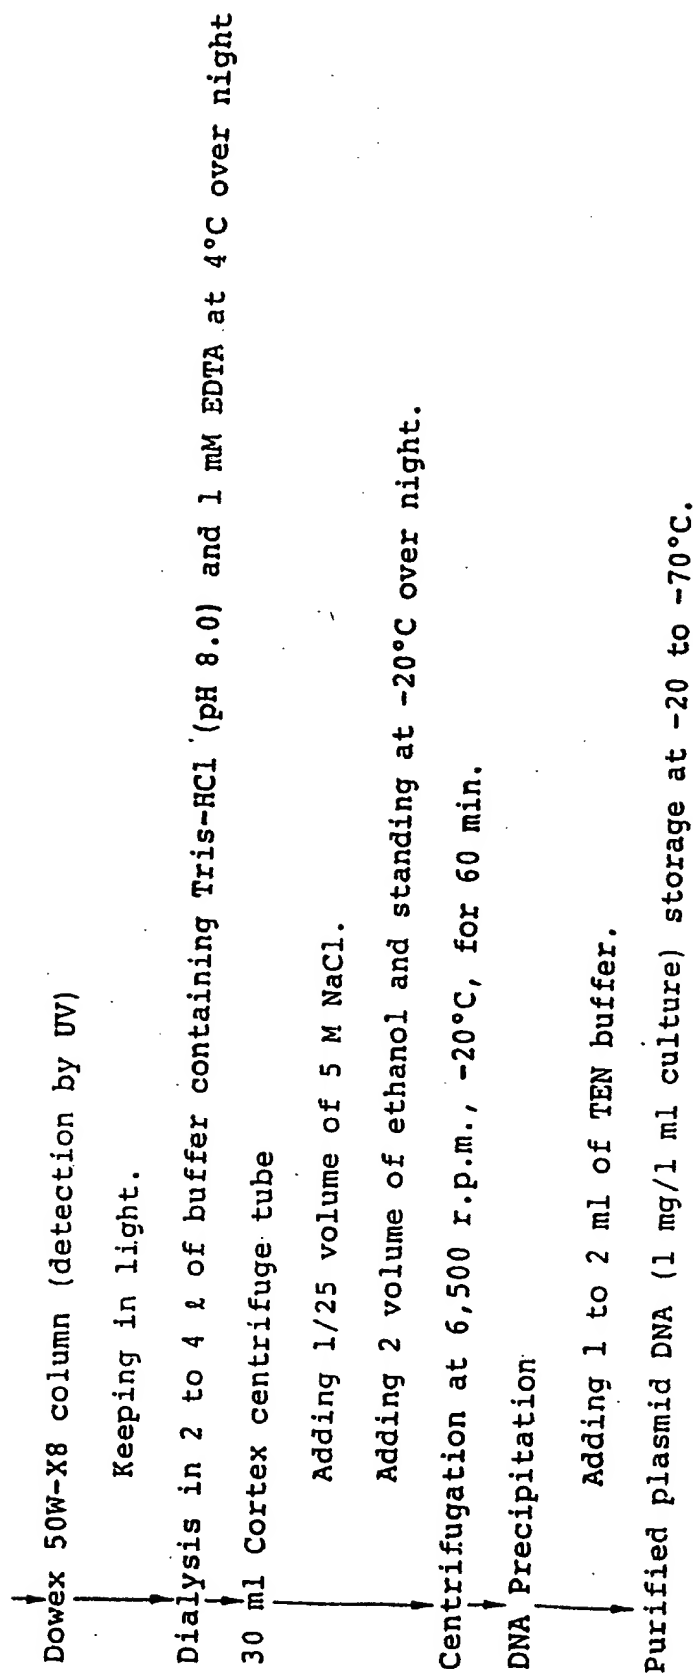 Dowex 50W-X8 column (detection by UV)
Keeping in light.
Dialysis in 2 to 4 ℓ of buffer containing Tris-HCl (pH 8.0) and 1 mM EDTA at 4°C over night
30 ml Cortex centrifuge tube
Adding 1/25 volume of 5 M NaCl.
Adding 2 volume of ethanol and standing at -20°C over night.
Centrifugation at 6,500 r.p.m., -20°C, for 60 min.
DNA Precipitation
Adding 1 to 2 ml of TEN buffer.
Purified plasmid DNA (1 mg/1 ml culture) storage at -20 to -70°C.